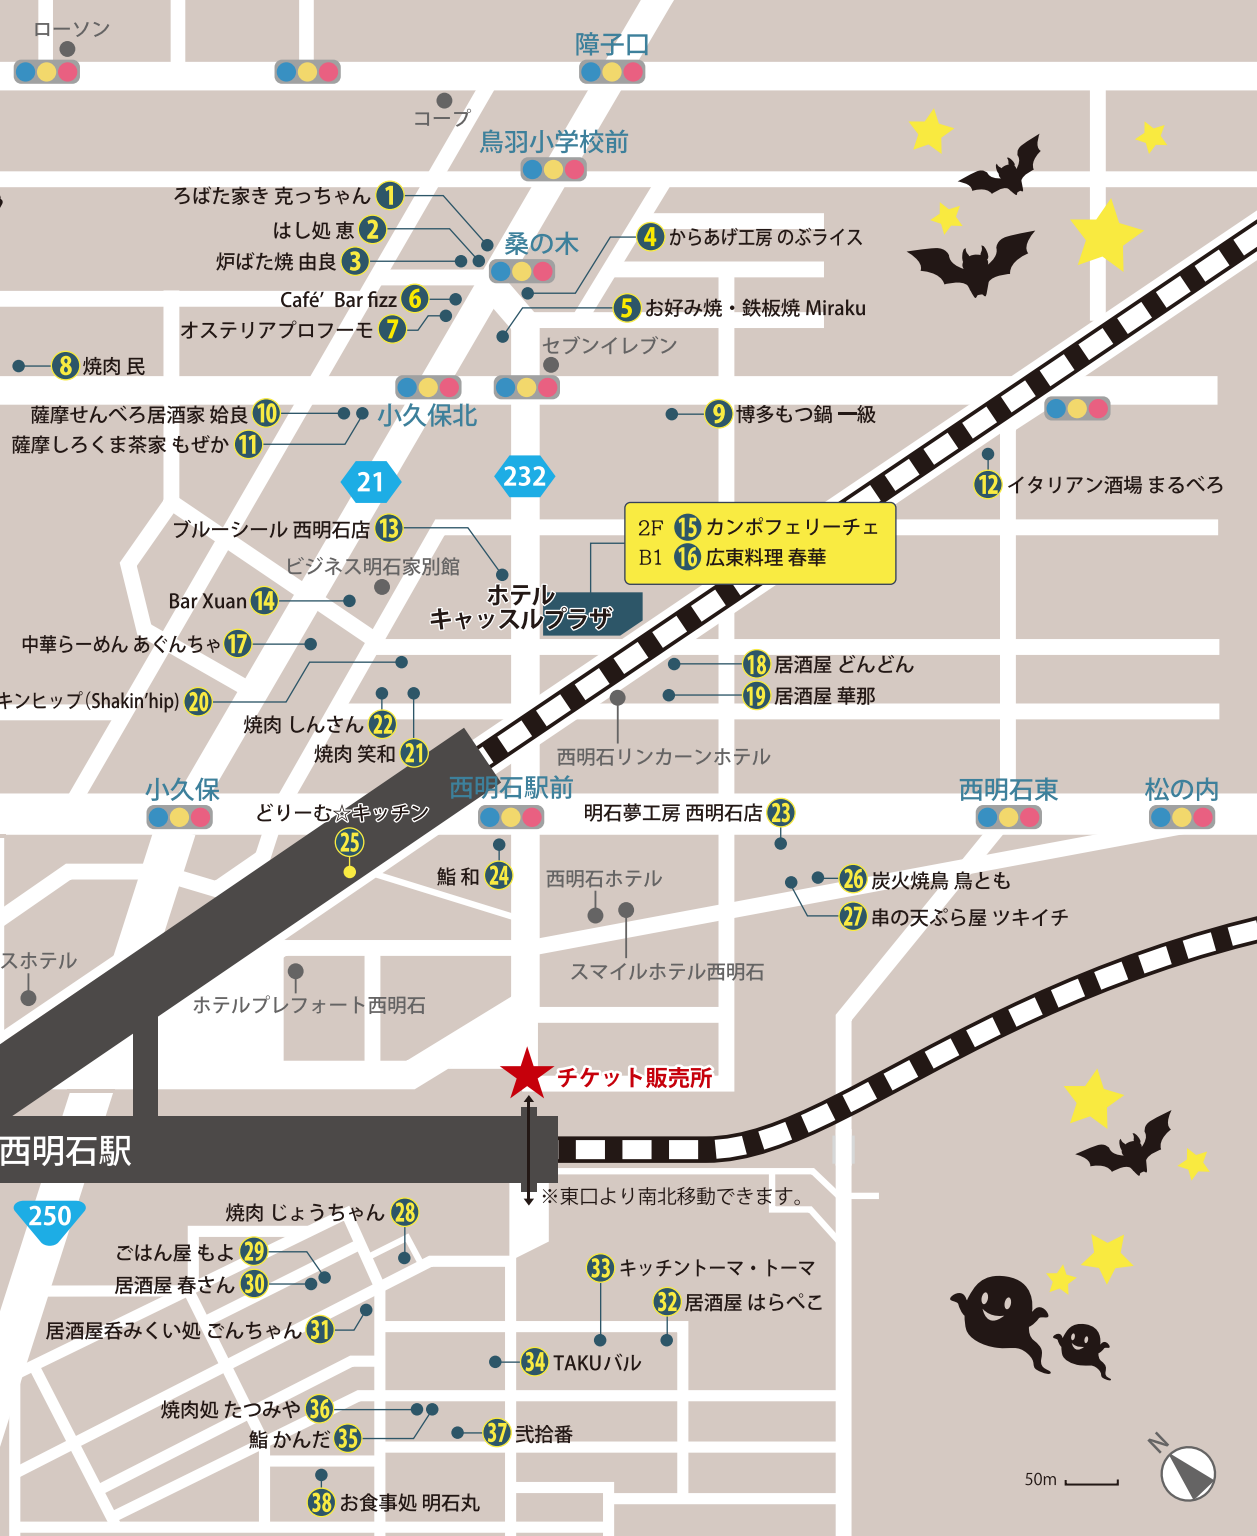 ローソン
障子口
コープ
鳥羽小学校前
ろばた家き 克っちゃん 1
はし処 恵 2
桑の木
4 からあげ工房 のぶライス
炉ばた焼 由良 3
Café' Bar fizz 6
5 お好み焼・鉄板焼 Miraku
オステリアプロフーモ 7
セブンイレブン
8 焼肉 民
薩摩せんべろ居酒家 始良 10
小久保北
9 博多もつ鍋 一級
薩摩しろくま茶家 もぜか 11
21
232
12 イタリアン酒場 まるべろ
ブルーシール 西明石店 13
2F 15 カンポフェリーチェ
B1 16 広東料理 春華
ビジネス明石家別館
ホテル
キャッスルプラザ
Bar Xuan 14
中華らーめん あぐんちゃ 17
18 居酒屋 どんどん
19 居酒屋 華那
キンヒップ(Shakin'hip) 20
焼肉 しんさん 22
焼肉 笑和 21
西明石リンカーンホテル
小久保
西明石駅前
西明石東
松の内
どりーむ☆キッチン
25
明石夢工房 西明石店 23
鮨 和 24
西明石ホテル
26 炭火焼鳥 鳥とも
27 串の天ぷら屋 ツキイチ
スホテル
スマイルホテル西明石
ホテルプレフォート西明石
チケット販売所
西明石駅
※東口より南北移動できます。
250
焼肉 じょうちゃん 28
ごはん屋 もよ 29
居酒屋 春さん 30
33 キッチントーマ・トーマ
32 居酒屋 はらぺこ
居酒屋呑みくい処 ごんちゃん 31
34 TAKUバル
焼肉処 たつみや 36
鮨 かんだ 35
37 弐拾番
38 お食事処 明石丸
N
50m